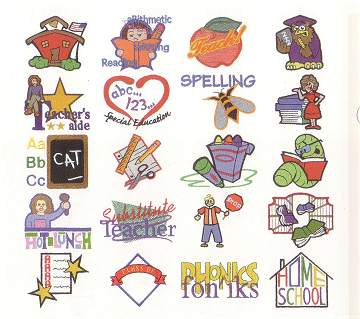 aRithmetic
wRiting
Reading
Teach!
SPELLING
abc...
123...
Special Education
Teacher's
aide
Aa
Bb
Cc
CAT
HOT LUNCH
Substitute
Teacher
STOP
PHONICS
fon iks
HOME
SCHOOL